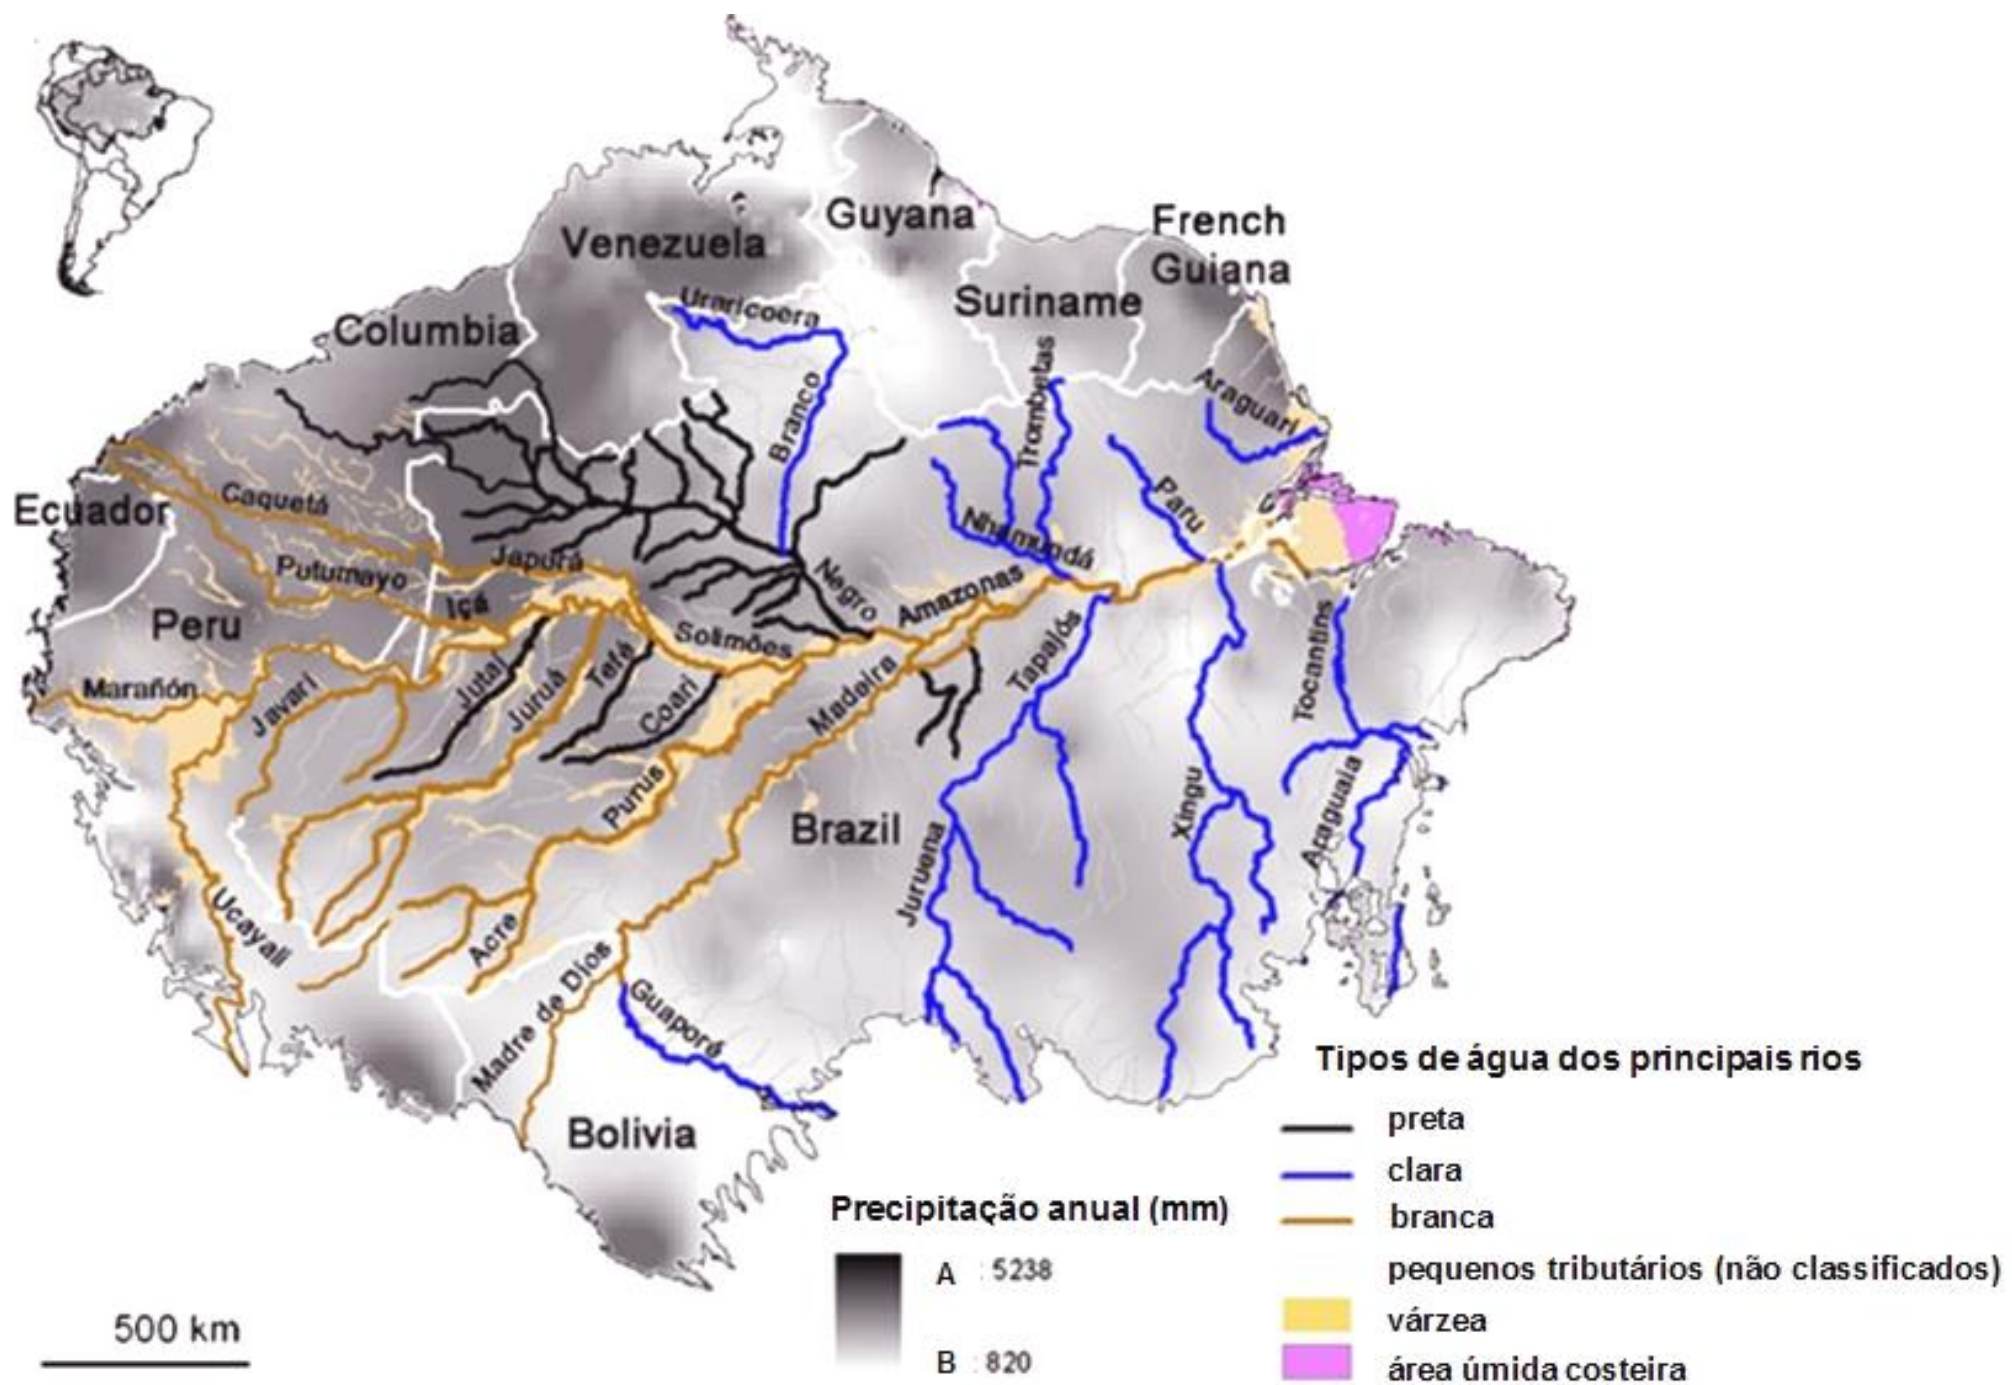 Venezuela
Guyana
French
Guiana
Suriname
Columbia
Ecuador
Peru
Brazil
Bolivia
Uraricoera
Branco
Trombetas
Araguari
Paru
Nhamundá
Caquetá
Putumayo
Japurá
Içá
Negro
Amazonas
Solimões
Marañón
Javari
Jutaí
Juruá
Tefé
Coari
Madeira
Tapajós
Tocantins
Purus
Xingu
Araguaia
Juruena
Ucayali
Acre
Madre de Díos
Guaporé
Tipos de água dos principais rios
preta
clara
branca
pequenos tributários (não classificados)
várzea
área úmida costeira
Precipitação anual (mm)
A : 5238
B : 820
500 km